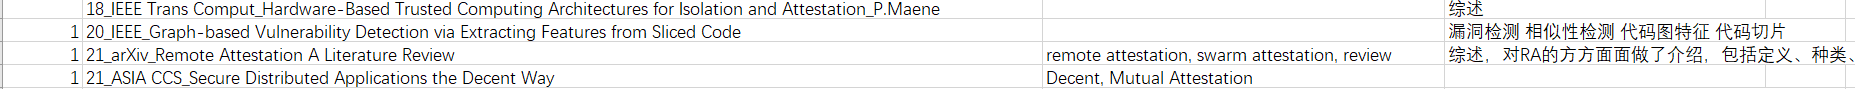 18_IEEE Trans Comput_Hardware-Based Trusted Computing Architectures for Isolation and Attestation_P.Maene 综述
1 20_IEEE_Graph-based Vulnerability Detection via Extracting Features from Sliced Code 漏洞检测 相似性检测 代码图特征 代码切片
1 21_arXiv_Remote Attestation A Literature Review remote attestation, swarm attestation, review 综述，对RA的方方面面做了介绍，包括定义、种类、
1 21_ASIA CCS_Secure Distributed Applications the Decent Way Decent, Mutual Attestation